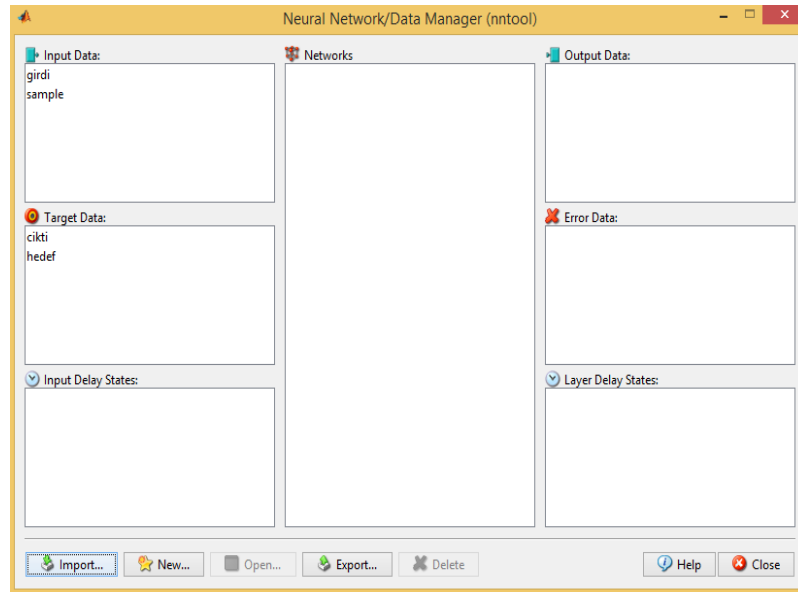 Neural Network/Data Manager (nntool)
Input Data:
girdi
sample
Networks
Output Data:
Target Data:
cikti
hedef
Error Data:
Input Delay States:
Layer Delay States:
Import...
New...
Open...
Export...
Delete
Help
Close